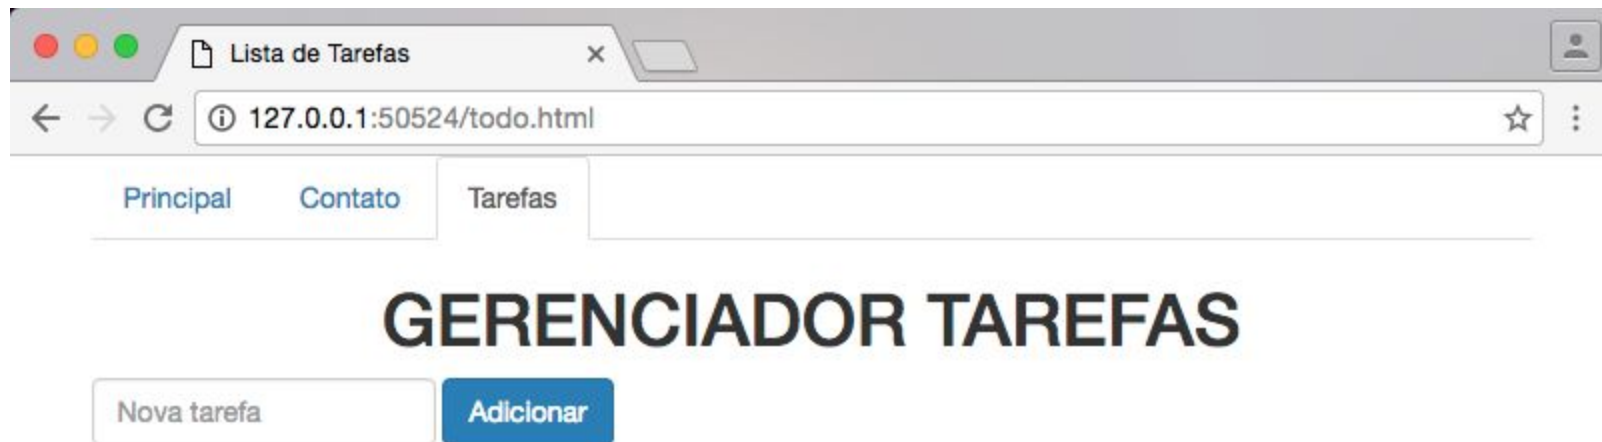 Lista de Tarefas
127.0.0.1:50524/todo.html
Principal Contato Tarefas
GERENCIADOR TAREFAS
Nova tarefa Adicionar